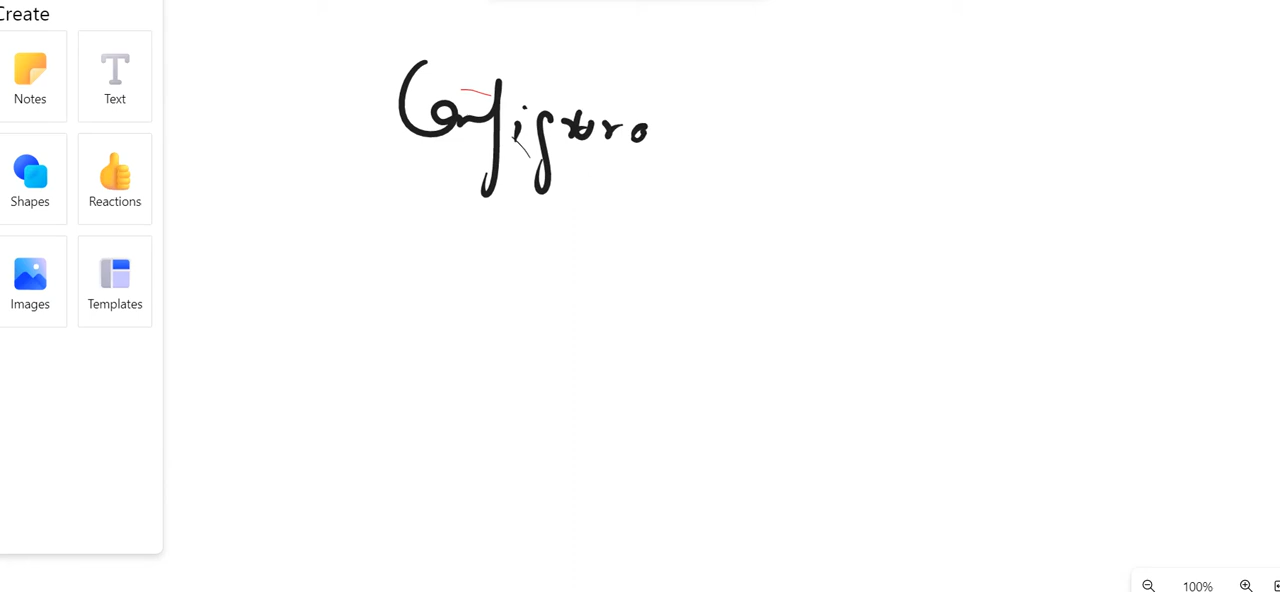 Create
Notes
Text
Shapes
Reactions
Images
Templates
100%